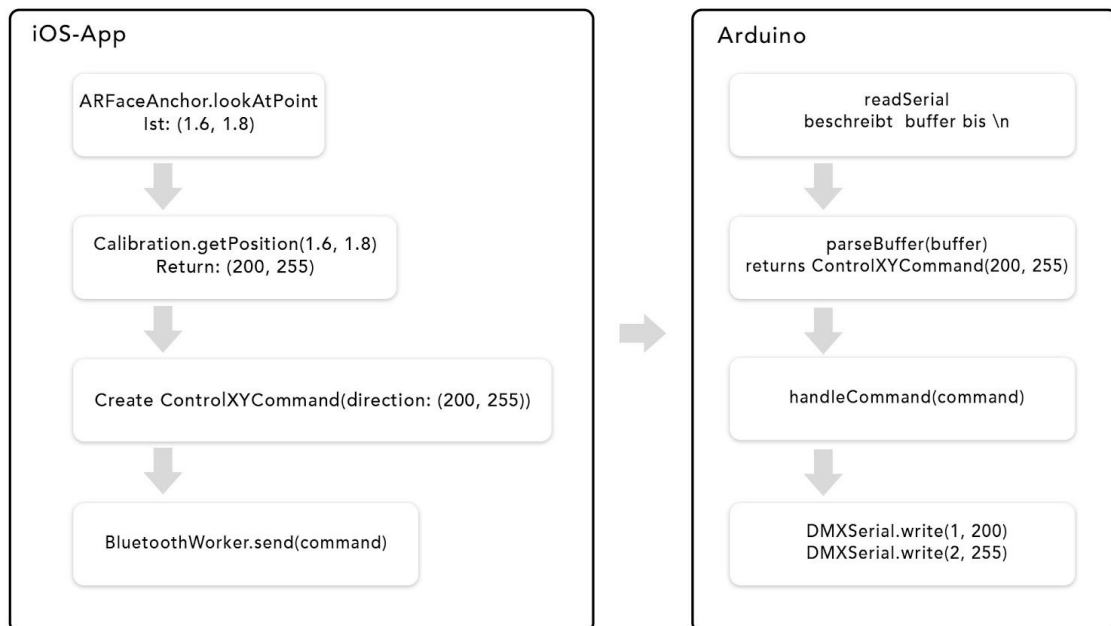 iOS-App
ARFaceAnchor.lookAtPoint
Ist: (1.6, 1.8)
Calibration.getPosition(1.6, 1.8)
Return: (200, 255)
Create ControlXYCommand(direction: (200, 255))
BluetoothWorker.send(command)
Arduino
readSerial
beschreibt buffer bis \n
parseBuffer(buffer)
returns ControlXYCommand(200, 255)
handleCommand(command)
DMXSerial.write(1, 200)
DMXSerial.write(2, 255)